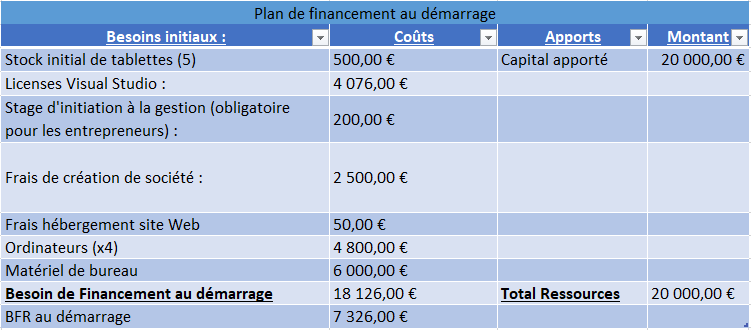 Plan de financement au démarrage
Besoins initiaux : Coûts Apports Montant
Stock initial de tablettes (5) 500,00 € Capital apporté 20 000,00 €
Licenses Visual Studio : 4 076,00 €
Stage d'initiation à la gestion (obligatoire
pour les entrepreneurs) : 200,00 €
Frais de création de société : 2 500,00 €
Frais hébergement site Web 50,00 €
Ordinateurs (x4) 4 800,00 €
Matériel de bureau 6 000,00 €
Besoin de Financement au démarrage 18 126,00 € Total Ressources 20 000,00 €
BFR au démarrage 7 326,00 €